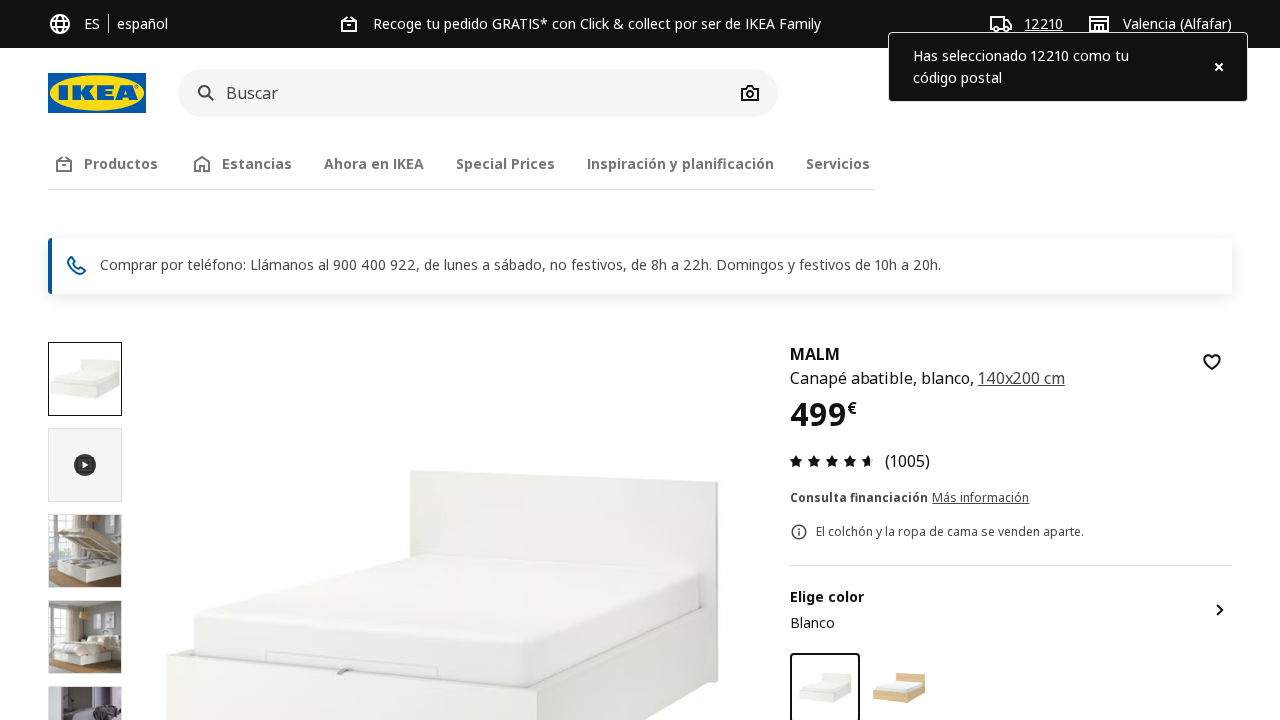 ES
español
Recoge tu pedido GRATIS* con Click & collect por ser de IKEA Family
12210
Valencia (Alfafar)
Has seleccionado 12210 como tu
código postal
IKEA
Buscar
Productos
Estancias
Ahora en IKEA
Special Prices
Inspiración y planificación
Servicios
Comprar por teléfono: Llámanos al 900 400 922, de lunes a sábado, no festivos, de 8h a 22h. Domingos y festivos de 10h a 20h.
MALM
Canapé abatible, blanco, 140x200 cm
499€
(1005)
Consulta financiación Más información
El colchón y la ropa de cama se venden aparte.
Elige color
Blanco